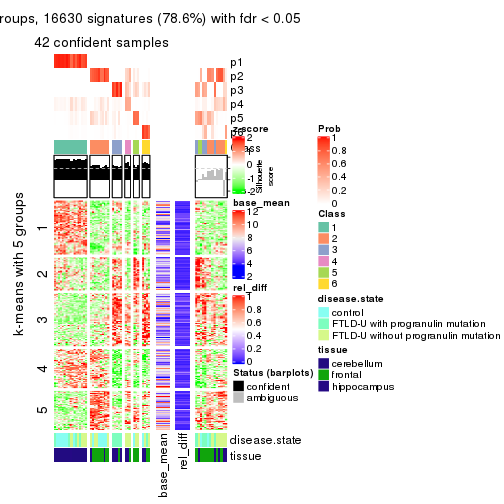 roups, 16630 signatures (78.6%) with fdr < 0.05
42 confident samples
p1
p2
p3
p4
p5
z-score
2
1
0
-1
-2
Silhouette
score
base_mean
12
10
8
6
4
2
rel_diff
1
0.8
0.6
0.4
0.2
0
Status (barplots)
confident
ambiguous
Prob
1
0.8
0.6
0.4
0.2
0
Class
1
2
3
4
5
6
disease.state
control
FTLD-U with progranulin mutation
FTLD-U without progranulin mutation
tissue
cerebellum
frontal
hippocampus
k-means with 5 groups
1
2
3
4
5
disease.state
tissue
base_mean
rel_diff